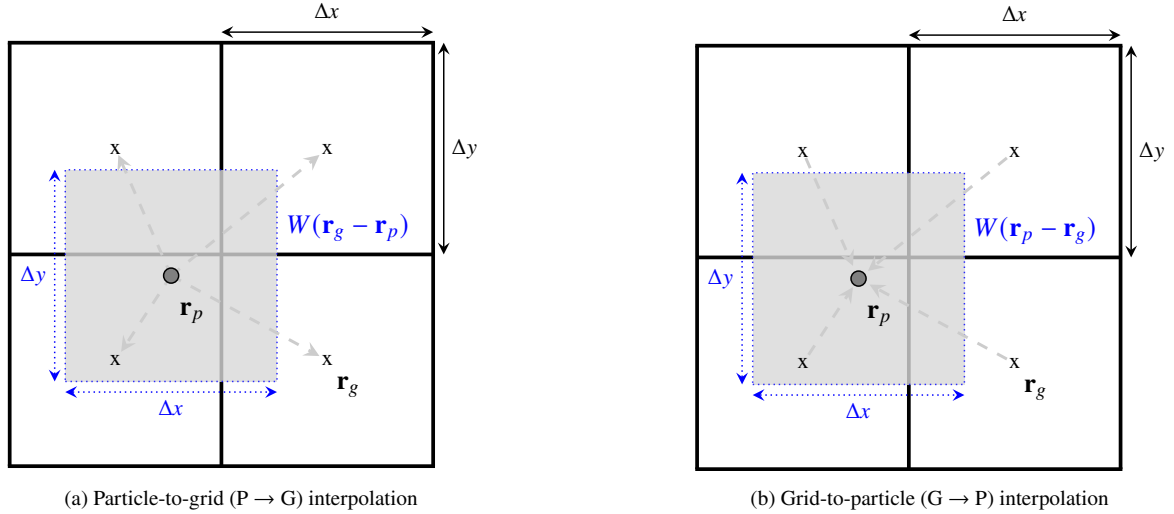 Δx
Δx
x
x
Δy
x
x
Δy
W(r_g − r_p)
W(r_p − r_g)
Δy
Δy
r_p
r_p
x
x
x
x
r_g
r_g
Δx
Δx
(a) Particle-to-grid (P → G) interpolation
(b) Grid-to-particle (G → P) interpolation